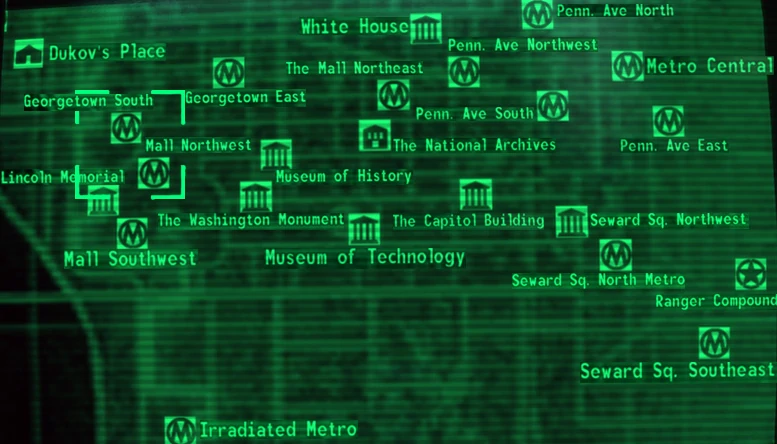 Penn. Ave North
White House
Penn. Ave Northwest
Dukov's Place
The Mall Northeast
Metro Central
Georgetown South
Georgetown East
Penn. Ave South
Mall Northwest
The National Archives
Penn. Ave East
Lincoln Memorial
Museum of History
The Washington Monument
The Capitol Building
Seward Sq. Northwest
Mall Southwest
Museum of Technology
Seward Sq. North Metro
Ranger Compound
Seward Sq. Southeast
Irradiated Metro